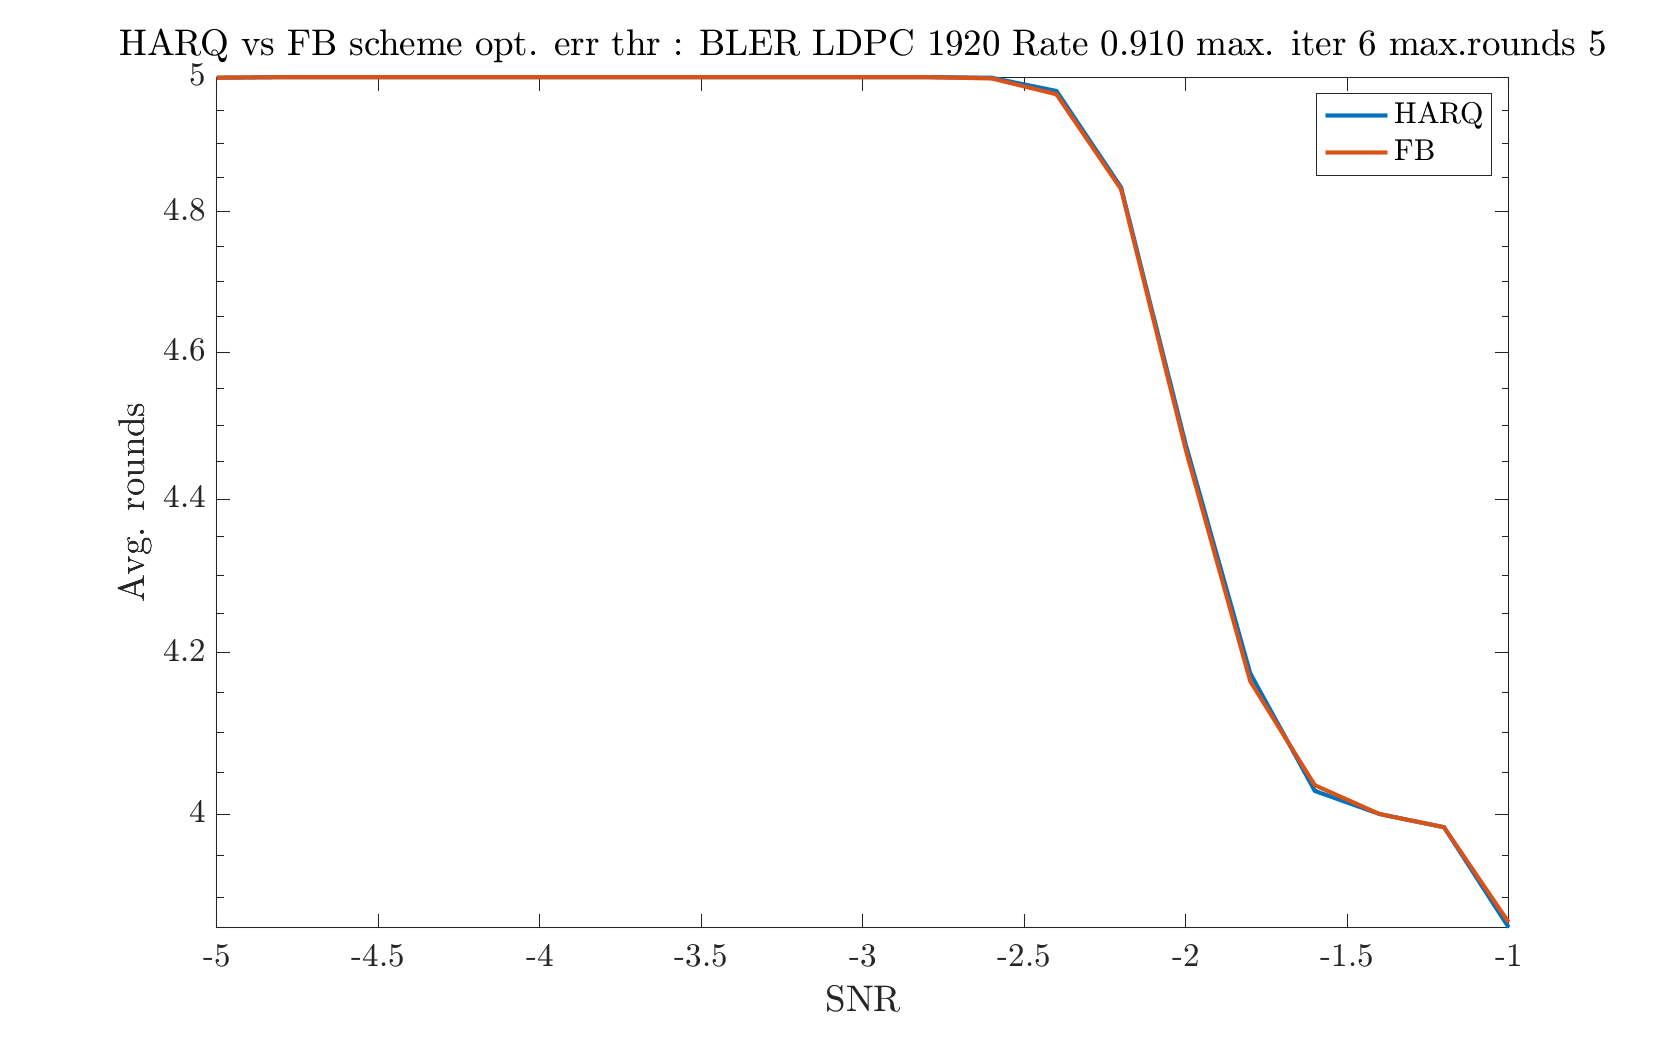 HARQ vs FB scheme opt. err thr : BLER LDPC 1920 Rate 0.910 max. iter 6 max.rounds 5
HARQ
FB
5
4.8
4.6
4.4
4.2
4
Avg. rounds
-5 -4.5 -4 -3.5 -3 -2.5 -2 -1.5 -1
SNR